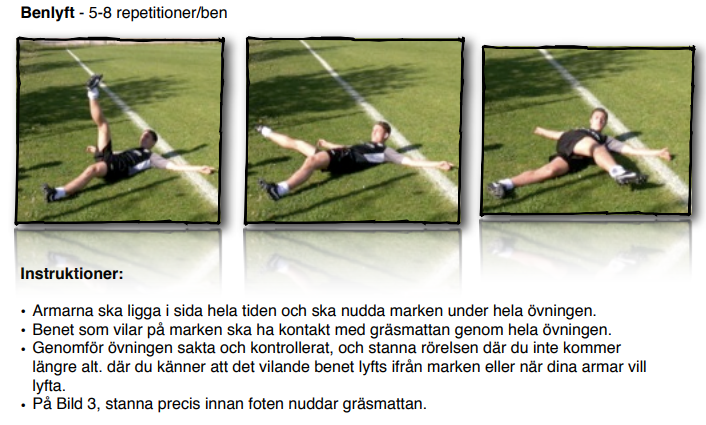 Benlyft - 5-8 repetitioner/ben
Instruktioner:
• Armarna ska ligga i sida hela tiden och ska nudda marken under hela övningen.
• Benet som vilar på marken ska ha kontakt med gräsmattan genom hela övningen.
• Genomför övningen sakta och kontrollerat, och stanna rörelsen där du inte kommer
längre alt. där du känner att det vilande benet lyfts ifrån marken eller när dina armar vill
lyfta.
• På Bild 3, stanna precis innan foten nuddar gräsmattan.